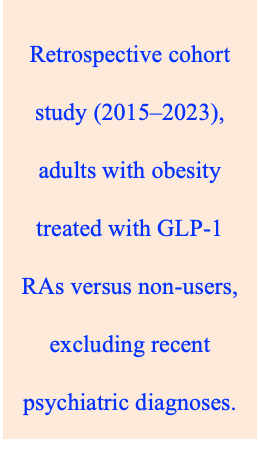 Retrospective cohort
study (2015–2023),
adults with obesity
treated with GLP-1
RAs versus non-users,
excluding recent
psychiatric diagnoses.